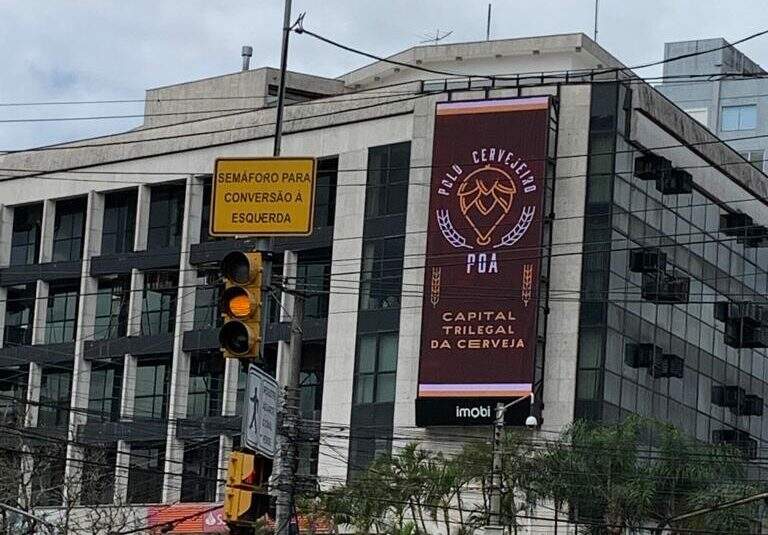 SEMÁFORO PARA
CONVERSÃO À
ESQUERDA
POLO CERVEJEIRO
POA
CAPITAL
TRILEGAL
DA CERVEJA
imobi